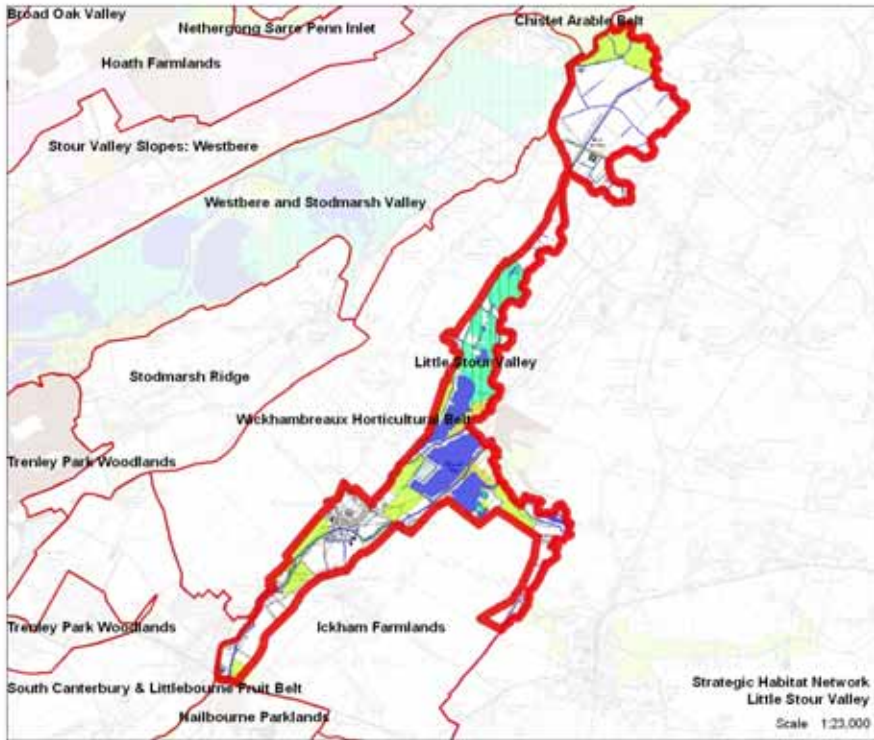 Broad Oak Valley
Chislet Arable Belt
Nethergong Sarre Penn Inlet
Hoath Farmlands
Stour Valley Slopes: Westbere
Westbere and Stodmarsh Valley
Little Stour Valley
Stodmarsh Ridge
Wickhambreaux Horticultural Belt
Trenley Park Woodlands
Trenley Park Woodlands
Ickham Farmlands
South Canterbury & Littlebourne Fruit Belt
Nailbourne Parklands
Strategic Habitat Network
Little Stour Valley
Scale 1:23,000